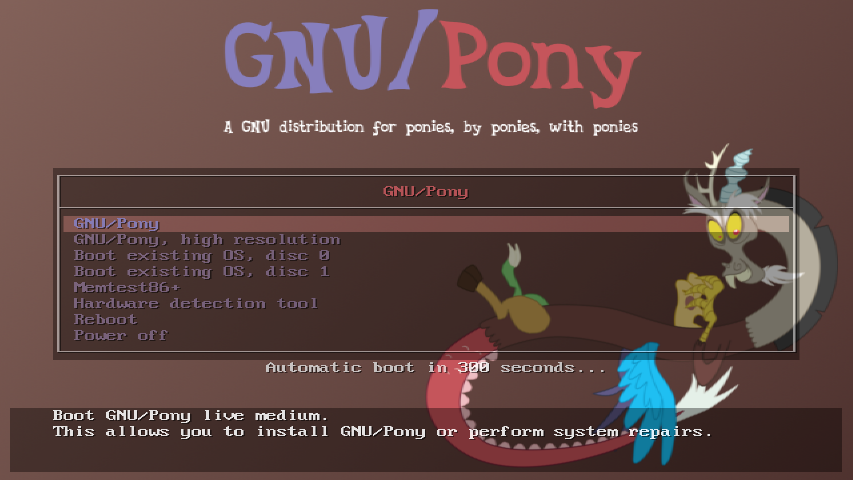 GNU/Pony
A GNU distribution for ponies, by ponies, with ponies
GNU/Pony
GNU/Pony
GNU/Pony, high resolution
Boot existing OS, disc 0
Boot existing OS, disc 1
Memtest86+
Hardware detection tool
Reboot
Power off
Automatic boot in 300 seconds...
Boot GNU/Pony live medium.
This allows you to install GNU/Pony or perform system repairs.